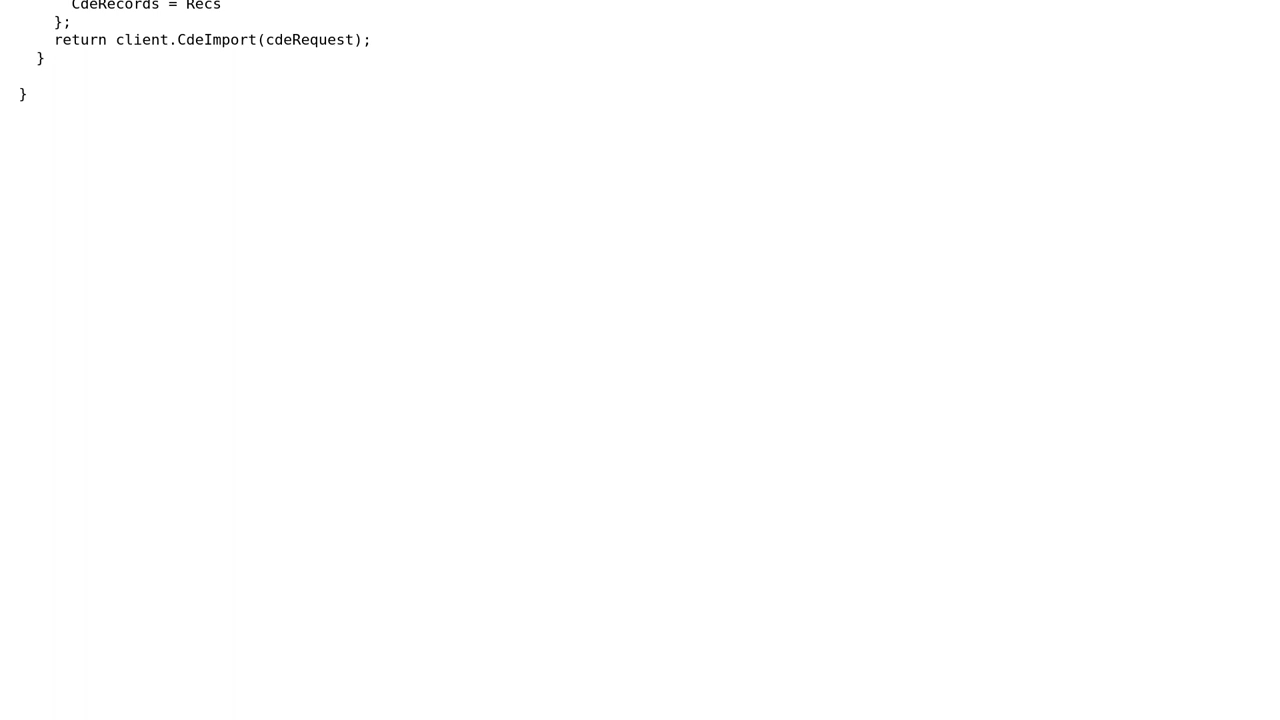 CdeRecords = Recs
    };
    return client.CdeImport(cdeRequest);
  }

}